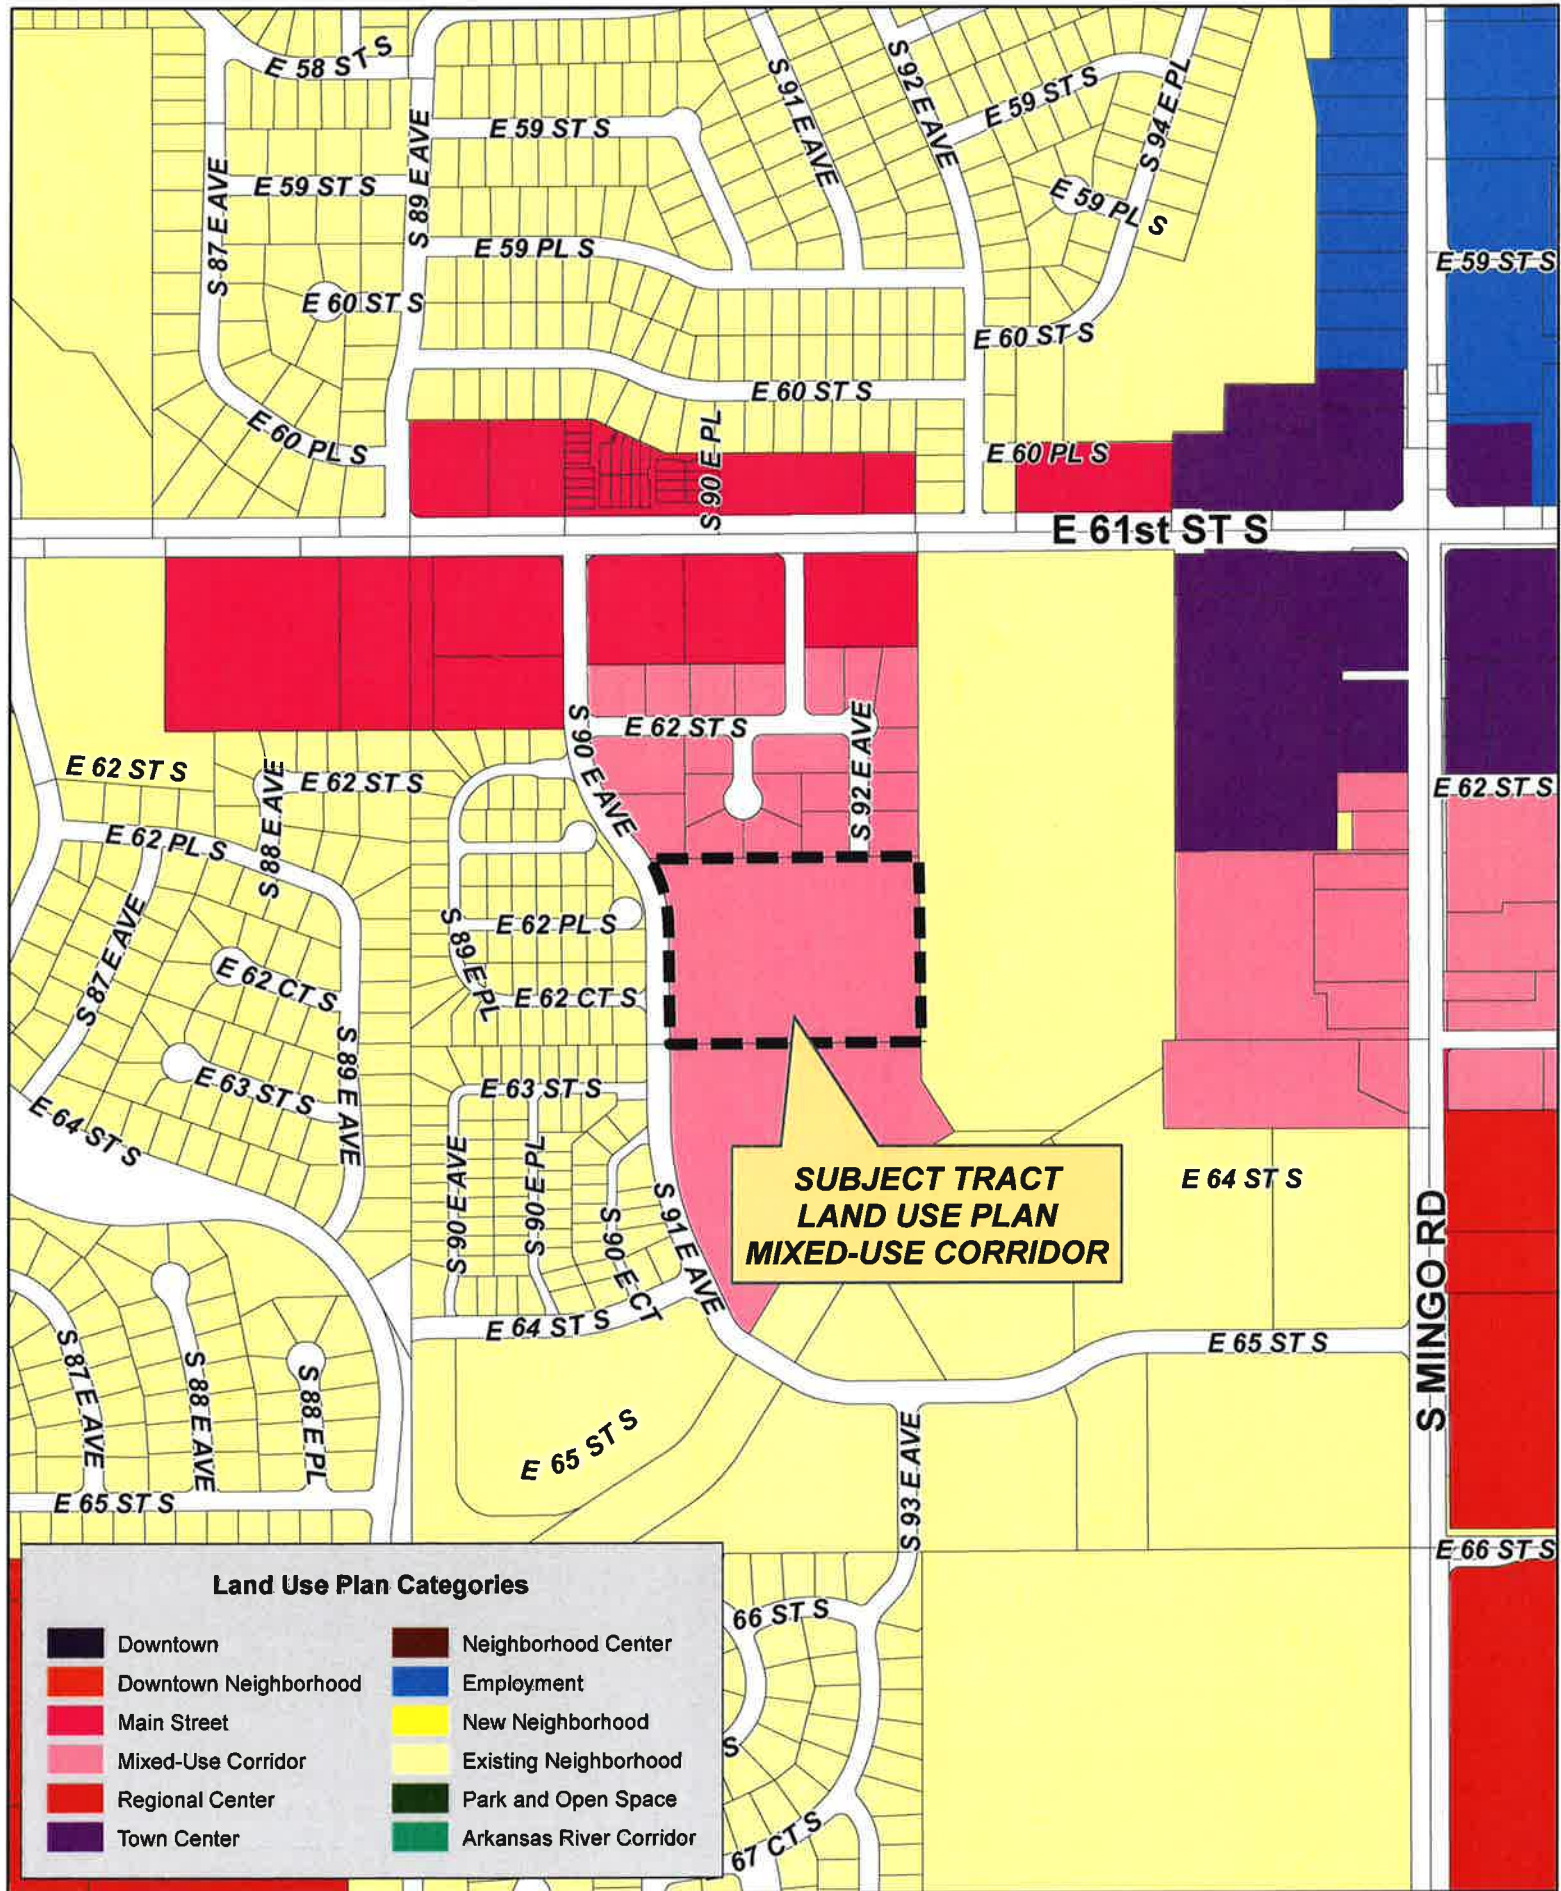 E 58 ST S
S 91 E AVE
S 92 E AVE
E 59 ST S
S 94 E PL
S 89 E AVE
E 59 ST S
S 87 E AVE
E 59 ST S
E 59 PL S
E 59 PL S
E 59 ST S
E 60 ST S
E 60 ST S
E 60 ST S
E 60 PL S
S 90 E PL
E 60 PL S
E 61st ST S
S 90 E AVE
E 62 ST S
S 92 E AVE
E 62 ST S
S 88 E AVE
E 62 ST S
E 62 ST S
E 62 PL S
S 87 E AVE
S 89 E PL
E 62 PL S
E 62 CT S
E 62 CT S
S 89 E AVE
E 63 ST S
E 63 ST S
E 64 ST S
S 90 E AVE
S 90 E PL
S 90 E CT
S 91 E AVE
SUBJECT TRACT
LAND USE PLAN
MIXED-USE CORRIDOR
E 64 ST S
S MINGO RD
E 64 ST S
E 65 ST S
S 87 E AVE
S 88 E AVE
S 88 E PL
E 65 ST S
S 93 E AVE
E 65 ST S
E 66 ST S
Land Use Plan Categories
Downtown
Downtown Neighborhood
Main Street
Mixed-Use Corridor
Regional Center
Town Center
Neighborhood Center
Employment
New Neighborhood
Existing Neighborhood
Park and Open Space
Arkansas River Corridor
66 ST S
S
67 CT S